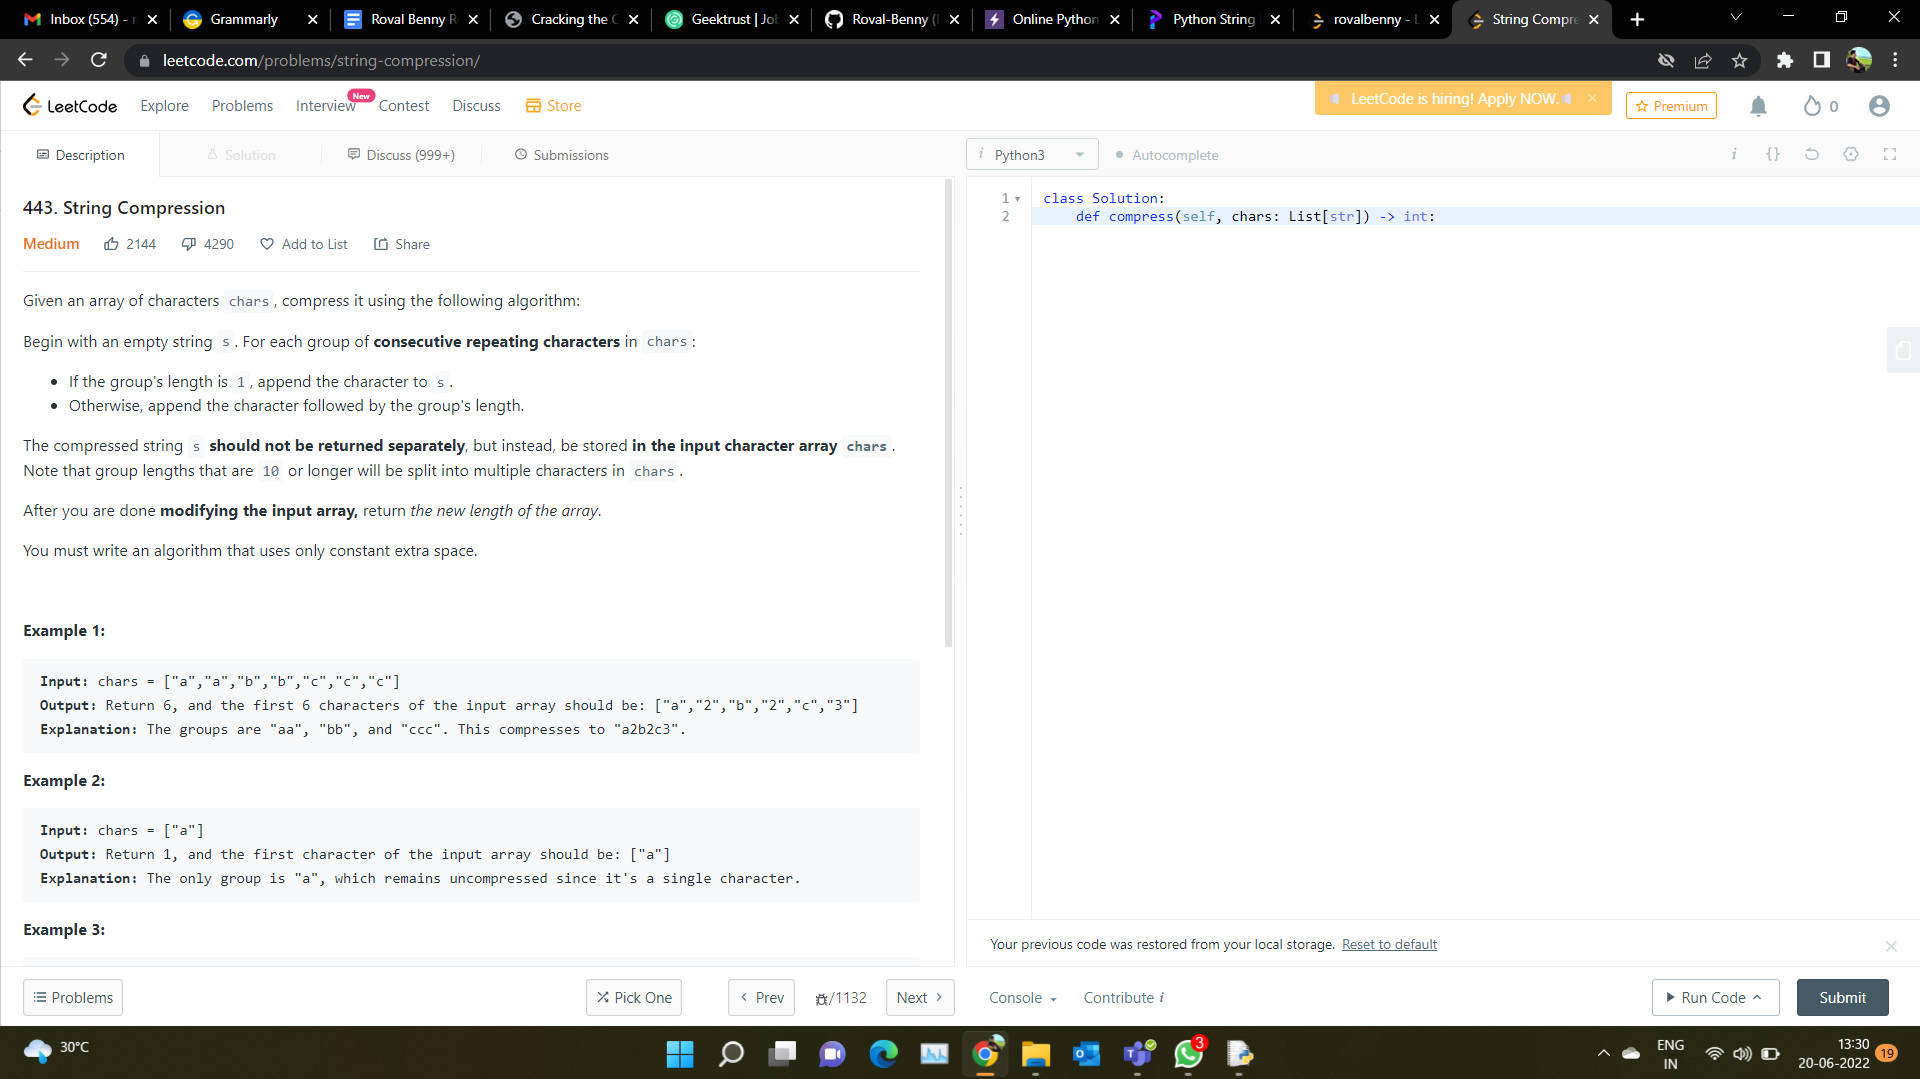 Inbox (554) - r
Grammarly
Roval Benny R
Cracking the C
Geektrust | Jo
Roval-Benny (
Online Python
Python String
rovalbenny - L
String Compre
leetcode.com/problems/string-compression/
LeetCode
Explore
Problems
Interview
New
Contest
Discuss
Store
LeetCode is hiring! Apply NOW.
Premium
0
Description
Solution
Discuss (999+)
Submissions
i Python3
Autocomplete
i {}
443. String Compression
Medium
2144
4290
Add to List
Share
Given an array of characters chars, compress it using the following algorithm:
Begin with an empty string s. For each group of consecutive repeating characters in chars:
• If the group's length is 1, append the character to s.
• Otherwise, append the character followed by the group's length.
The compressed string s should not be returned separately, but instead, be stored in the input character array chars.
Note that group lengths that are 10 or longer will be split into multiple characters in chars.
After you are done modifying the input array, return the new length of the array.
You must write an algorithm that uses only constant extra space.
Example 1:
Input: chars = ["a","a","b","b","c","c","c"]
Output: Return 6, and the first 6 characters of the input array should be: ["a","2","b","2","c","3"]
Explanation: The groups are "aa", "bb", and "ccc". This compresses to "a2b2c3".
Example 2:
Input: chars = ["a"]
Output: Return 1, and the first character of the input array should be: ["a"]
Explanation: The only group is "a", which remains uncompressed since it's a single character.
Example 3:
1 class Solution:
2 def compress(self, chars: List[str]) -> int:
Your previous code was restored from your local storage. Reset to default
Problems
Pick One
Prev
/1132
Next
Console
Contribute i
Run Code
Submit
30°C
3
ENG
IN
13:30
20-06-2022
19